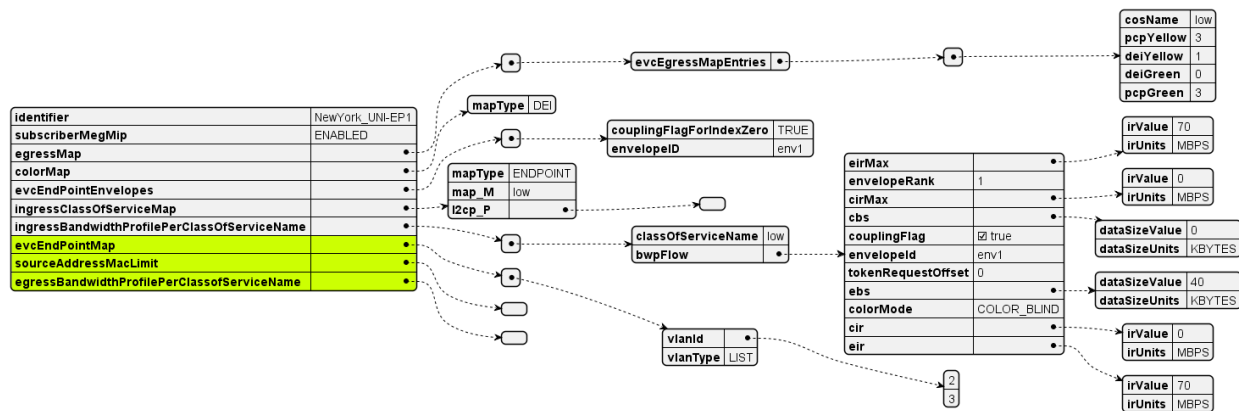 identifier NewYork_UNI-EP1
subscriberMegMip ENABLED
egressMap
colorMap
evcEndPointEnvelopes
ingressClassOfServiceMap
ingressBandwidthProfilePerClassOfServiceName
evcEndPointMap
sourceAddressMacLimit
egressBandwidthProfilePerClassofServiceName
evcEgressMapEntries
cosName low
pcpYellow 3
deiYellow 1
deiGreen 0
pcpGreen 3
mapType DEI
couplingFlagForIndexZero TRUE
envelopeID env1
mapType ENDPOINT
map_M low
l2cp_P
classOfServiceName low
bwpFlow
eirMax
envelopeRank 1
cirMax
cbs
couplingFlag ☑ true
envelopeId env1
tokenRequestOffset 0
ebs
colorMode COLOR_BLIND
cir
eir
irValue 70
irUnits MBPS
irValue 0
irUnits MBPS
dataSizeValue 0
dataSizeUnits KBYTES
dataSizeValue 40
dataSizeUnits KBYTES
irValue 0
irUnits MBPS
irValue 70
irUnits MBPS
vlanId
vlanType LIST
2
3